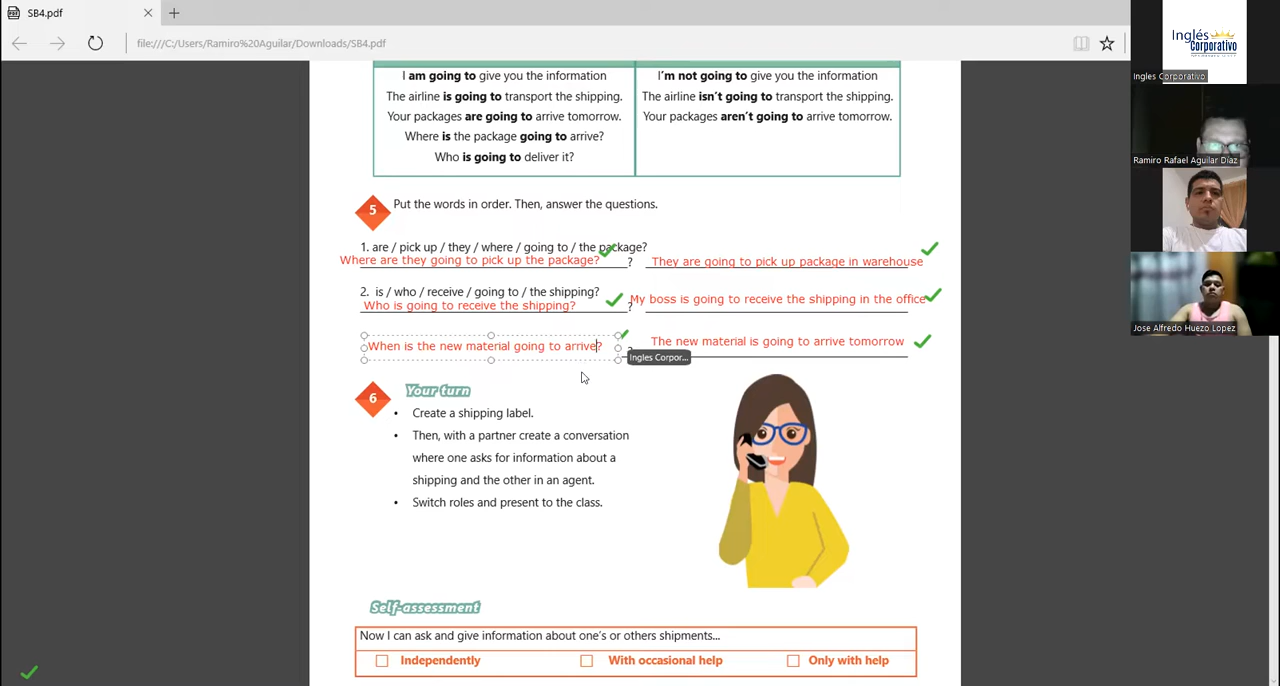 SB4.pdf
file:///C:/Users/Ramiro%20Aguilar/Downloads/SB4.pdf
I am going to give you the information
The airline is going to transport the shipping.
Your packages are going to arrive tomorrow.
Where is the package going to arrive?
Who is going to deliver it?
I'm not going to give you the information
The airline isn't going to transport the shipping.
Your packages aren't going to arrive tomorrow.
5 Put the words in order. Then, answer the questions.
1. are / pick up / they / where / going to / the package?
Where are they going to pick up the package? ? They are going to pick up package in warehouse
2. is / who / receive / going to / the shipping?
Who is going to receive the shipping? ? My boss is going to receive the shipping in the office
When is the new material going to arrive? The new material is going to arrive tomorrow
Ingles Corpor...
6 Your turn
• Create a shipping label.
• Then, with a partner create a conversation
where one asks for information about a
shipping and the other in an agent.
• Switch roles and present to the class.
Self-assessment
Now I can ask and give information about one's or others shipments...
Independently With occasional help Only with help
Inglés
Corporativo
Ingles Corporativo
Ramiro Rafael Aguilar Diaz
Jose Alfredo Huezo Lopez